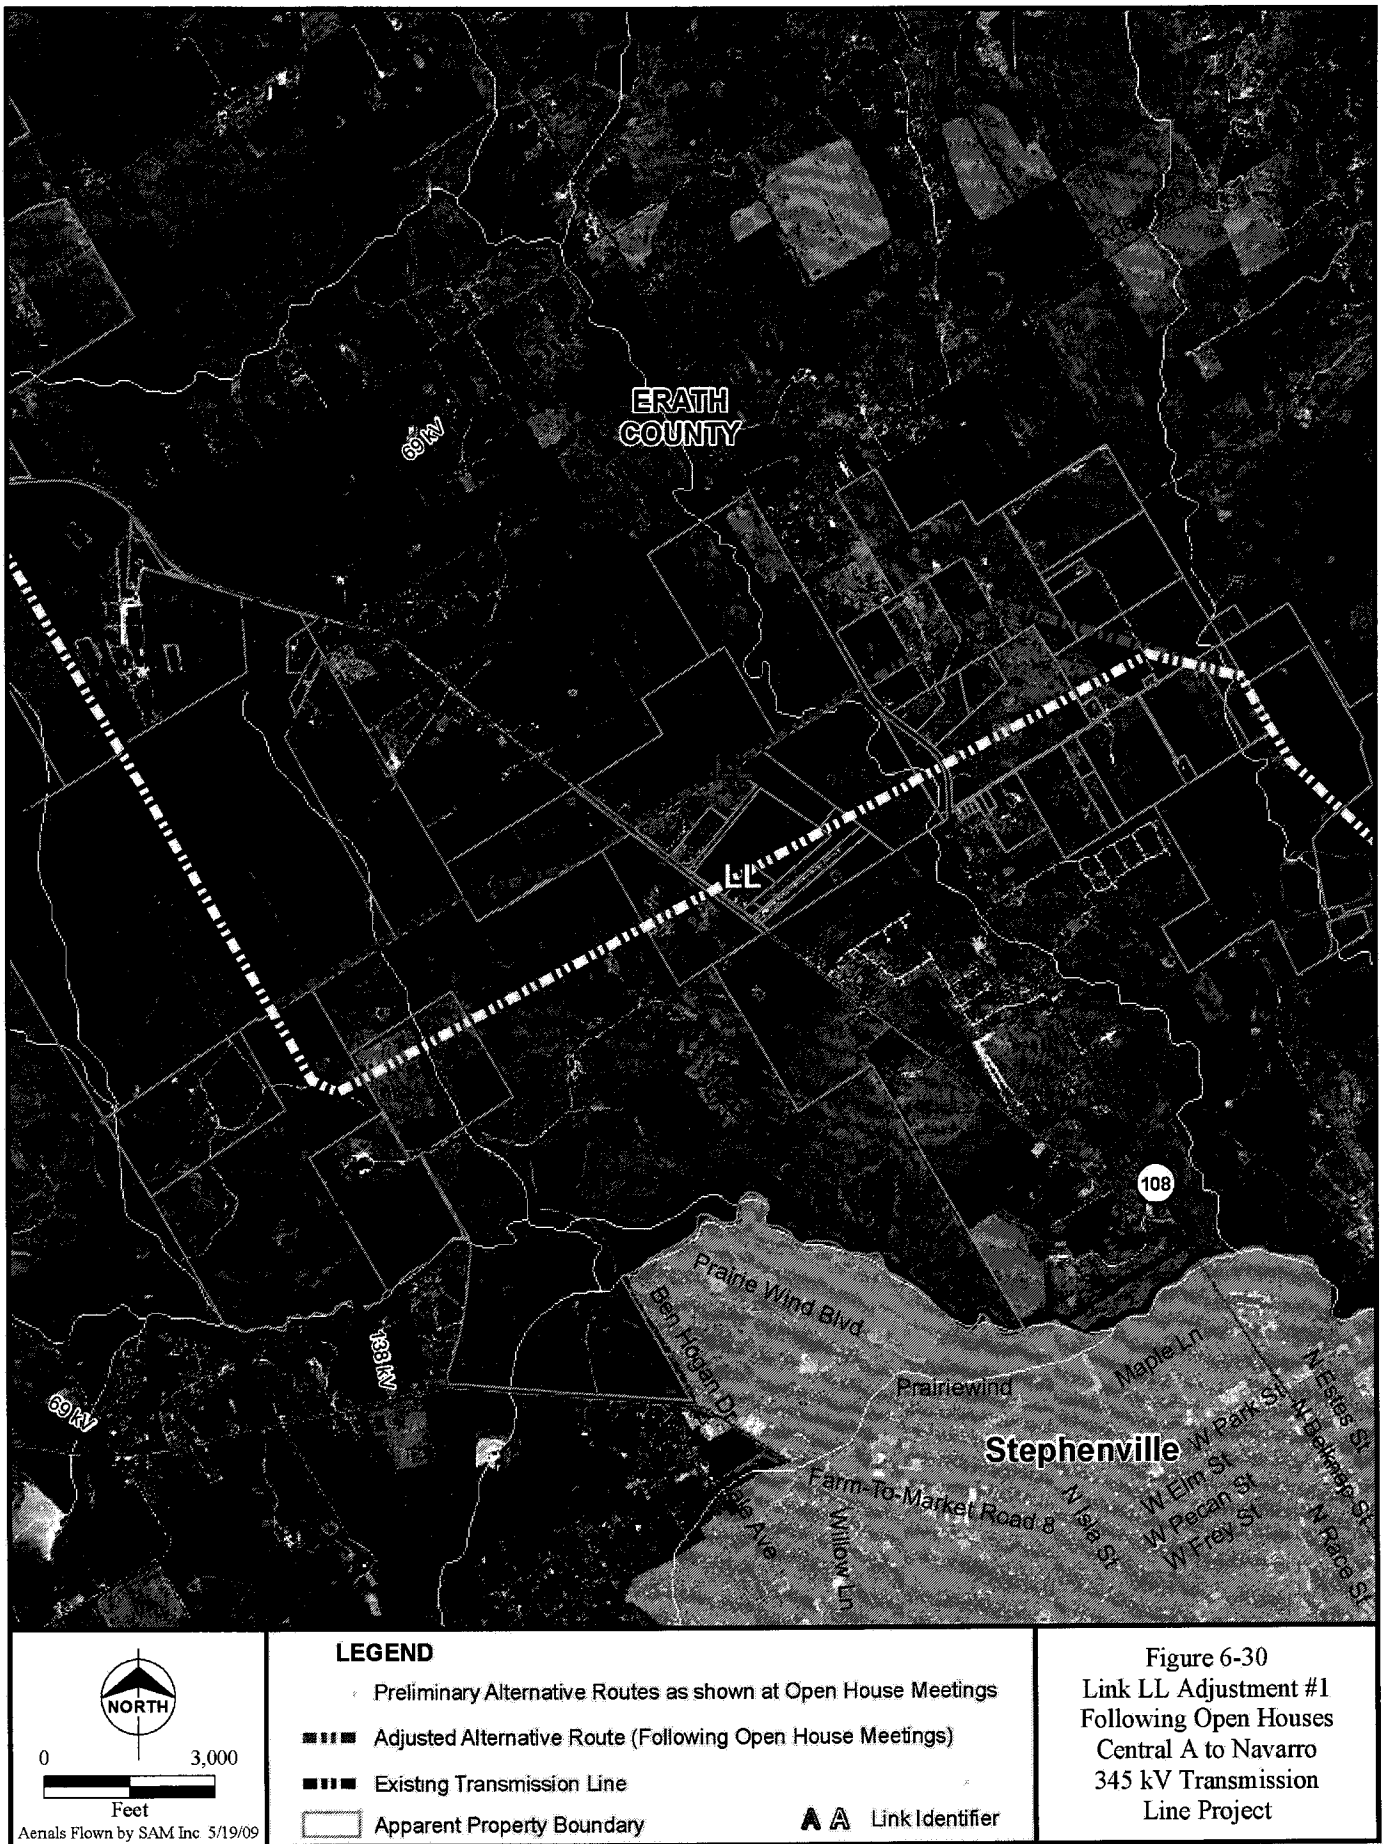 ERATH
COUNTY
69 kV
LL
108
Prairie Wind Blvd
Ben Hogan Dr
138 kV
69 kV
Maple Ln
Prairiewind
N Estes St
W Park St
N Belknap St
Stephenville
W Elm St
Farm-To-Market Road 8
N Isla St
W Pecan St
W Frey St
N Race St
Ave
Willow Ln
LEGEND
Preliminary Alternative Routes as shown at Open House Meetings
Adjusted Alternative Route (Following Open House Meetings)
Existing Transmission Line
Apparent Property Boundary
A A Link Identifier
NORTH
0 3,000
Feet
Aerials Flown by SAM Inc. 5/19/09
Figure 6-30
Link LL Adjustment #1
Following Open Houses
Central A to Navarro
345 kV Transmission
Line Project